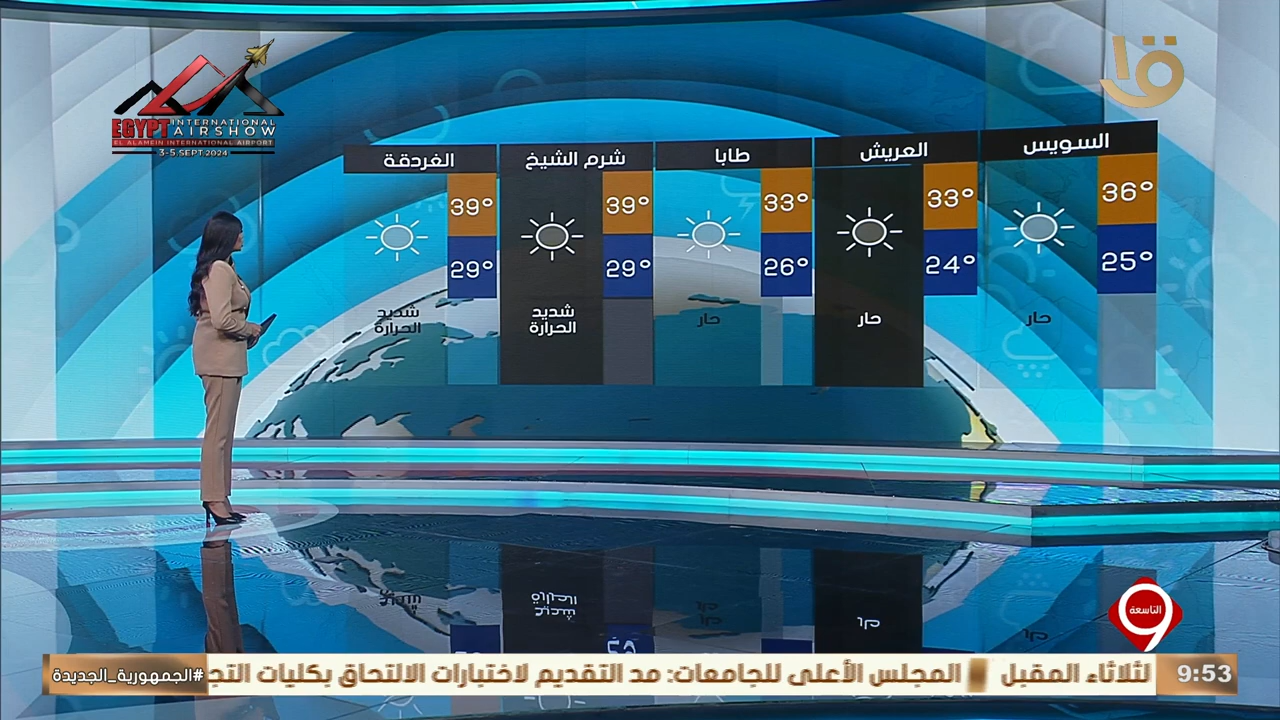 EGYPT INTERNATIONAL
AIRSHOW
EL ALAMEIN INTERNATIONAL AIRPORT
3-5 SEPT 2024
السويس
36°
25°
حار
العريش
33°
24°
حار
طابا
33°
26°
حار
شرم الشيخ
39°
29°
شديد
الحرارة
الغردقة
39°
29°
شديد
الحرارة
التاسعة
9
9:53
لثلاثاء المقبل المجلس الأعلى للجامعات: مد التقديم لاختبارات الالتحاق بكليات التج
#الجمهورية_الجديدة